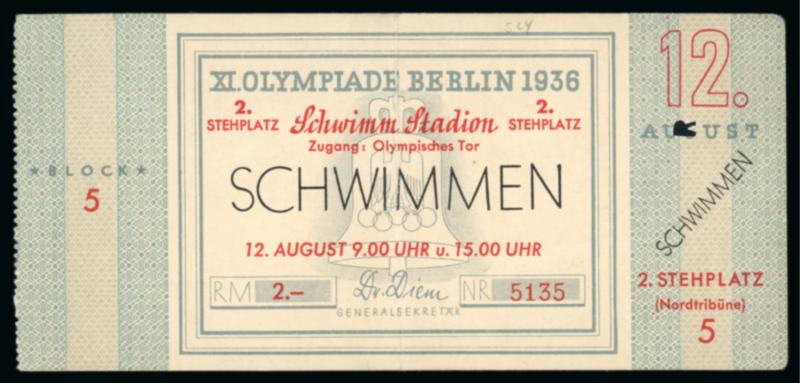 ★ BLOCK ★
5
XI. OLYMPIADE BERLIN 1936
2. STEHPLATZ Schwimm Stadion 2. STEHPLATZ
Zugang: Olympisches Tor
SCHWIMMEN
12. AUGUST 9.00 UHR u. 15.00 UHR
RM 2.–
Dr. Diem
GENERALSEKRETÄR
NR 5135
12.
AUGUST
R
SCHWIMMEN
2. STEHPLATZ
(Nordtribüne)
5